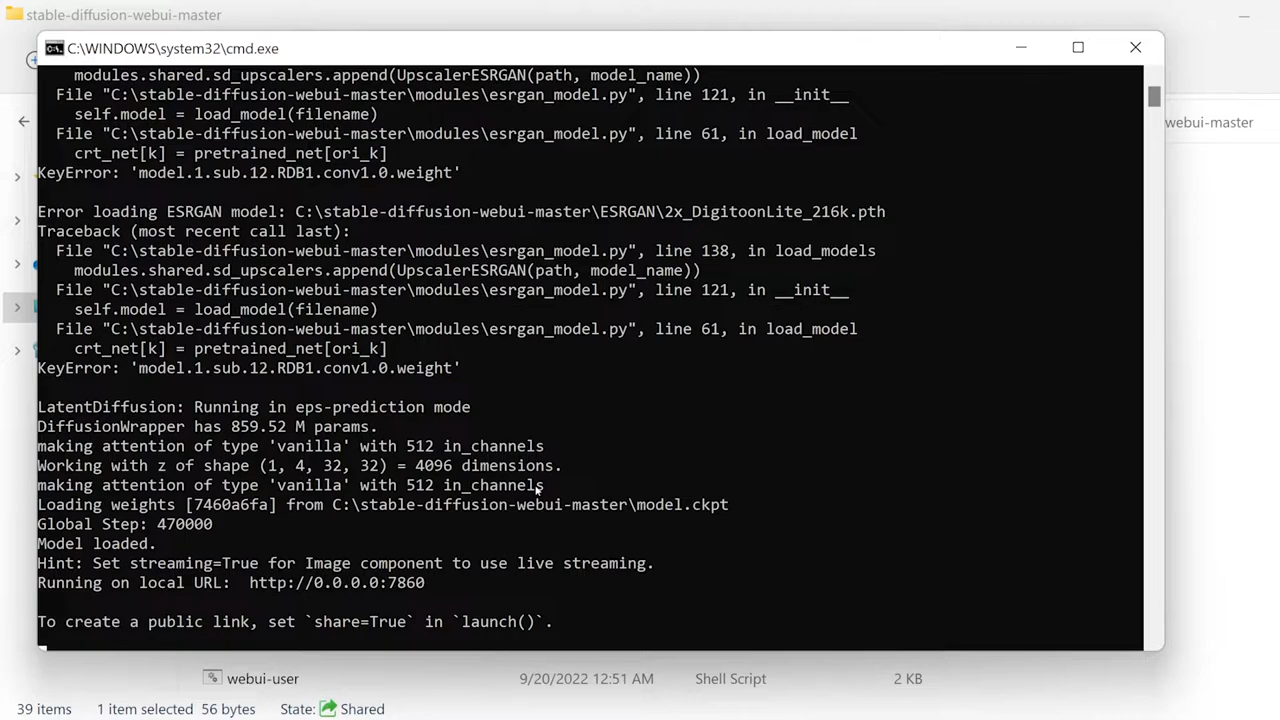 stable-diffusion-webui-master
C:\WINDOWS\system32\cmd.exe
webui-master
modules.shared.sd_upscalers.append(UpscalerESRGAN(path, model_name))
File "C:\stable-diffusion-webui-master\modules\esrgan_model.py", line 121, in __init__
self.model = load_model(filename)
File "C:\stable-diffusion-webui-master\modules\esrgan_model.py", line 61, in load_model
crt_net[k] = pretrained_net[ori_k]
KeyError: 'model.1.sub.12.RDB1.conv1.0.weight'
Error loading ESRGAN model: C:\stable-diffusion-webui-master\ESRGAN\2x_DigitoonLite_216k.pth
Traceback (most recent call last):
File "C:\stable-diffusion-webui-master\modules\esrgan_model.py", line 138, in load_models
modules.shared.sd_upscalers.append(UpscalerESRGAN(path, model_name))
File "C:\stable-diffusion-webui-master\modules\esrgan_model.py", line 121, in __init__
self.model = load_model(filename)
File "C:\stable-diffusion-webui-master\modules\esrgan_model.py", line 61, in load_model
crt_net[k] = pretrained_net[ori_k]
KeyError: 'model.1.sub.12.RDB1.conv1.0.weight'
LatentDiffusion: Running in eps-prediction mode
DiffusionWrapper has 859.52 M params.
making attention of type 'vanilla' with 512 in_channels
Working with z of shape (1, 4, 32, 32) = 4096 dimensions.
making attention of type 'vanilla' with 512 in_channels
Loading weights [7460a6fa] from C:\stable-diffusion-webui-master\model.ckpt
Global Step: 470000
Model loaded.
Hint: Set streaming=True for Image component to use live streaming.
Running on local URL:  http://0.0.0.0:7860
To create a public link, set `share=True` in `launch()`.
webui-user 9/20/2022 12:51 AM Shell Script 2 KB
39 items 1 item selected 56 bytes State: Shared